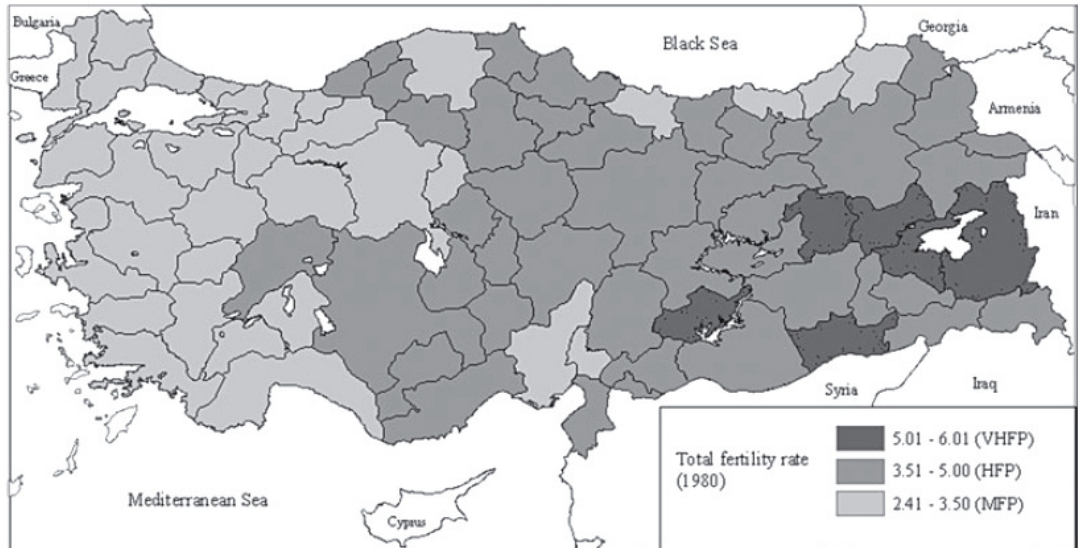 Bulgaria
Georgia
Black Sea
Greece
Armenia
Iran
Syria
Iraq
Mediterranean Sea
Cyprus
Total fertility rate
(1980)
5.01 - 6.01 (VHFP)
3.51 - 5.00 (HFP)
2.41 - 3.50 (MFP)